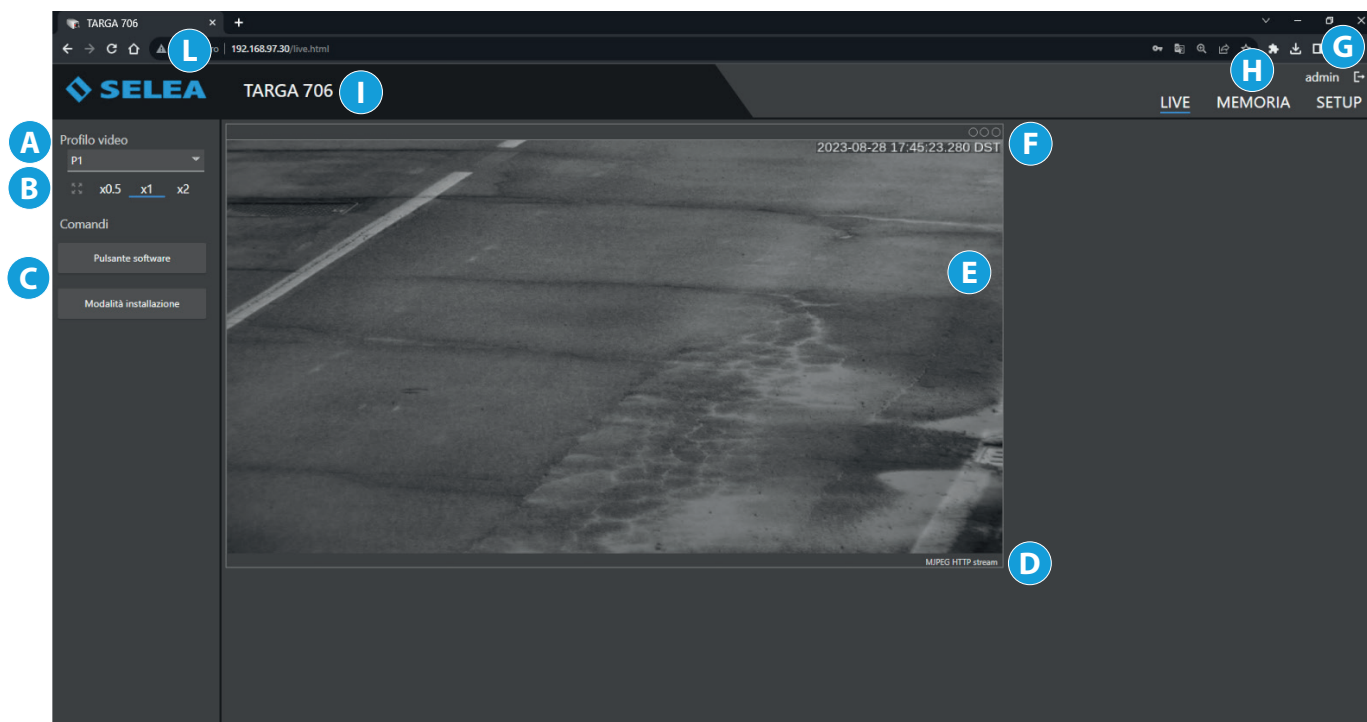 TARGA 706
L
ro 192.168.97.30/live.html
G
H
SELEA
TARGA 706
I
admin
LIVE MEMORIA SETUP
A
Profilo video
P1
B
x0.5 x1 x2
Comandi
C
Pulsante software
Modalità installazione
F
2023-08-28 17:45:23.280 DST
E
MJPEG HTTP stream
D